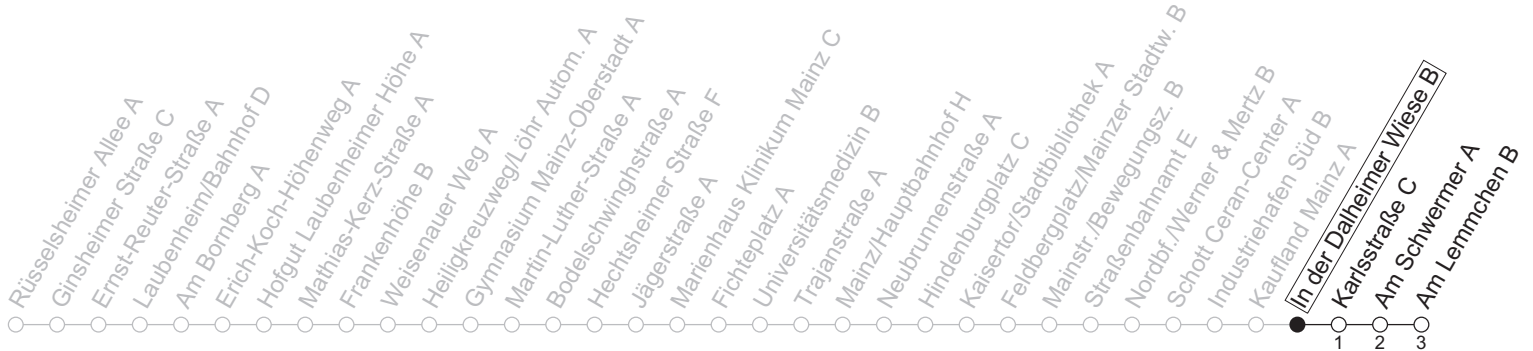 Rüsselsheimer Allee A
Ginsheimer Straße C
Ernst-Reuter-Straße A
Laubenheim/Bahnhof D
Am Bornberg A
Erich-Koch-Höhenweg A
Hofgut Laubenheimer Höhe A
Mathias-Kerz-Straße A
Frankenhöhe B
Weisenauer Weg A
Heiligkreuzweg/Löhr Autom. A
Gymnasium Mainz-Oberstadt A
Martin-Luther-Straße A
Bodelschwinghstraße A
Hechtsheimer Straße F
Jägerstraße A
Marienhaus Klinikum Mainz C
Fichteplatz A
Universitätsmedizin B
Trajanstraße A
Mainz/Hauptbahnhof H
Neubrunnenstraße A
Hindenburgplatz C
Kaisertor/Stadtbibliothek A
Feldbergplatz/Mainzer Stadtw. B
Mainstr./Bewegungsz. B
Straßenbahnamt E
Nordbf./Werner & Mertz B
Schott Ceran-Center A
Industriehafen Süd B
Kaufland Mainz A
In der Dalheimer Wiese B
Karlsstraße C
Am Schwermer A
Am Lemmchen B
1
2
3